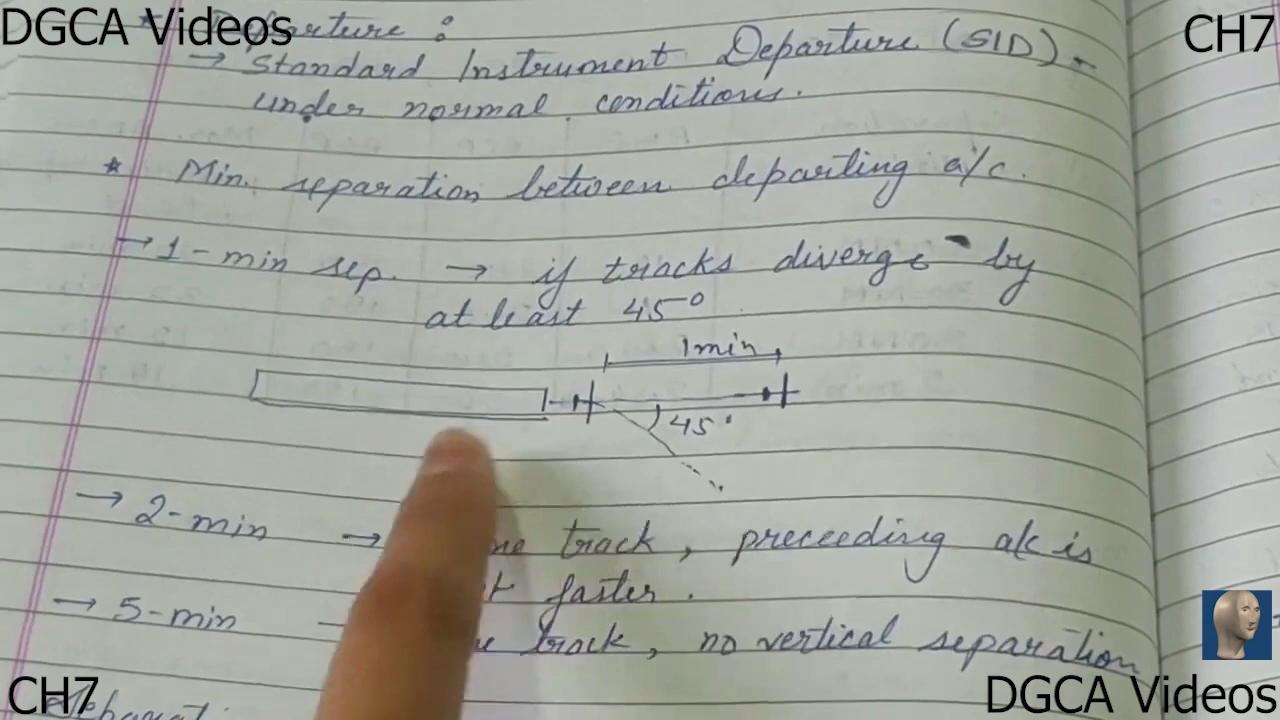 DGCA Videos
CH7
:
→ Standard Instrument Departure (SID) -
under normal conditions.
* Min. separation between departing a/c.
→ 1-min sep. → if tracks diverge by
at least 45°
1min
45°
→ 2-min → track, preceeding a/c is
faster.
→ 5-min track, no vertical separation
CH7
DGCA Videos